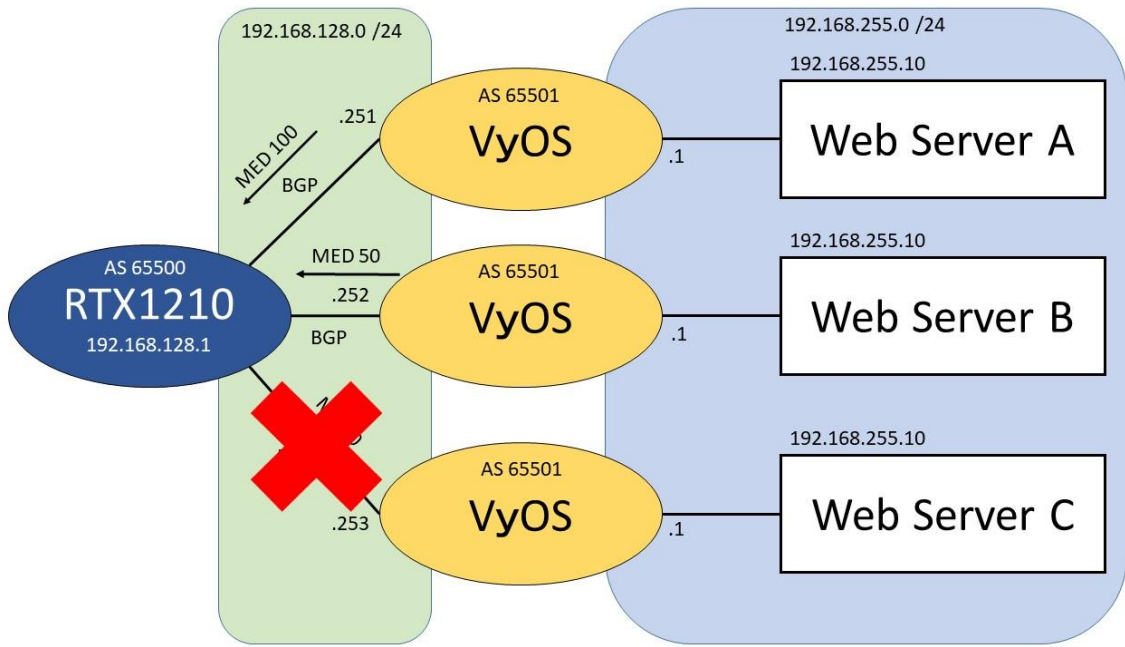 192.168.128.0 /24
192.168.255.0 /24
192.168.255.10
AS 65501
VyOS
.251
.1
Web Server A
MED 100
BGP
192.168.255.10
AS 65501
VyOS
MED 50
.252
BGP
.1
Web Server B
AS 65500
RTX1210
192.168.128.1
192.168.255.10
AS 65501
VyOS
.253
.1
Web Server C